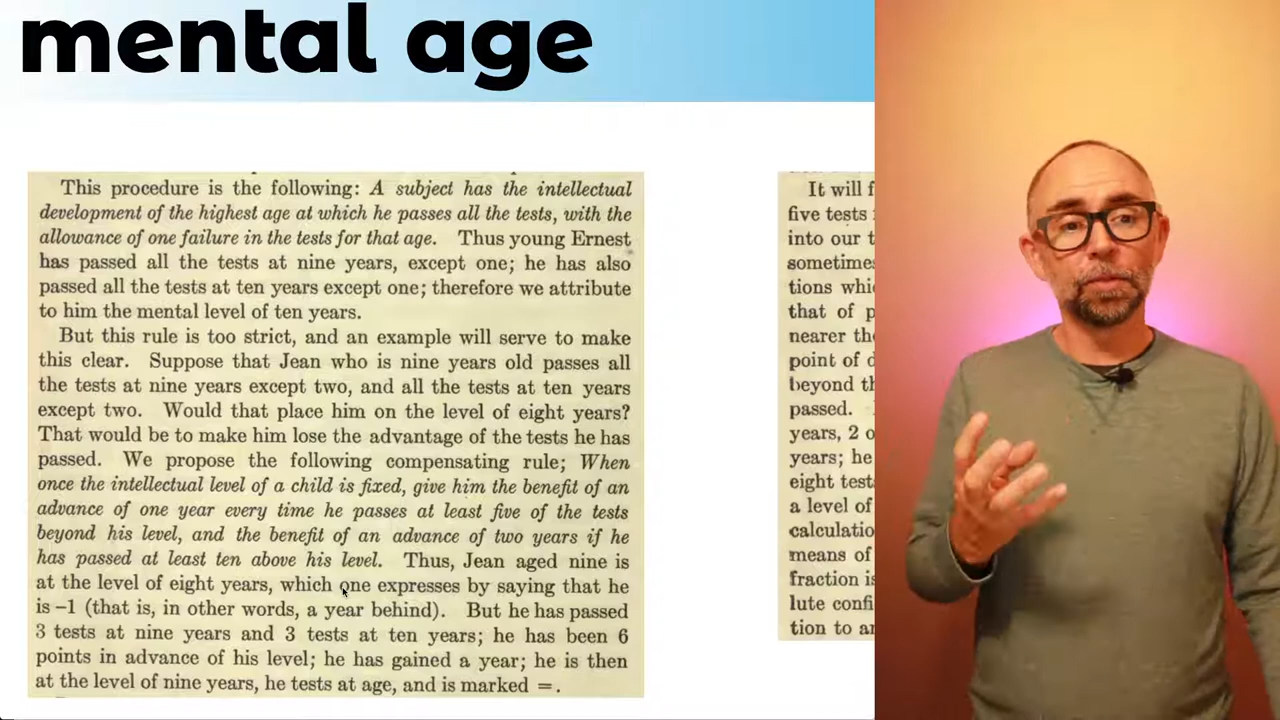 mental age
This procedure is the following: A subject has the intellectual
development of the highest age at which he passes all the tests, with the
allowance of one failure in the tests for that age. Thus young Ernest
has passed all the tests at nine years, except one; he has also
passed all the tests at ten years except one; therefore we attribute
to him the mental level of ten years.
But this rule is too strict, and an example will serve to make
this clear. Suppose that Jean who is nine years old passes all
the tests at nine years except two, and all the tests at ten years
except two. Would that place him on the level of eight years?
That would be to make him lose the advantage of the tests he has
passed. We propose the following compensating rule; When
once the intellectual level of a child is fixed, give him the benefit of an
advance of one year every time he passes at least five of the tests
beyond his level, and the benefit of an advance of two years if he
has passed at least ten above his level. Thus, Jean aged nine is
at the level of eight years, which one expresses by saying that he
is –1 (that is, in other words, a year behind). But he has passed
3 tests at nine years and 3 tests at ten years; he has been 6
points in advance of his level; he has gained a year; he is then
at the level of nine years, he tests at age, and is marked =.
It will
five tests
into our
sometimes
tions
that of
nearer
point of
beyond
passed.
years, 2
years; he
eight
a level of
means of
fraction is
lute
tion to